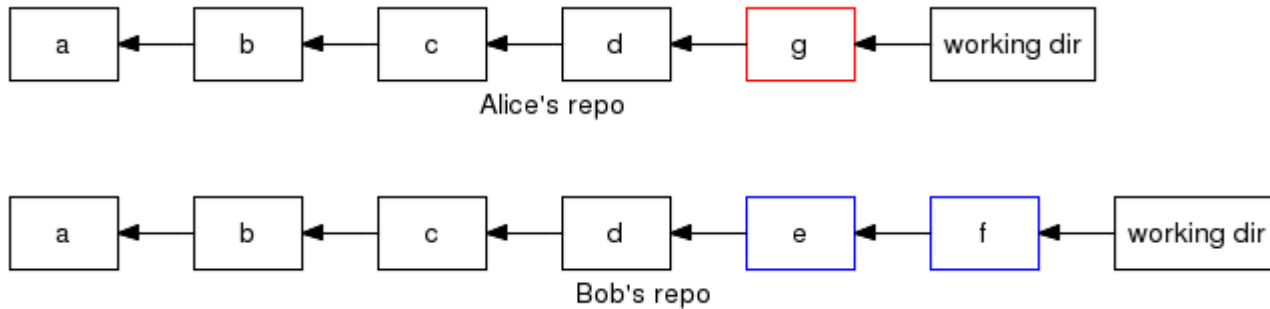 a b c d g working dir
Alice's repo
a b c d e f working dir
Bob's repo